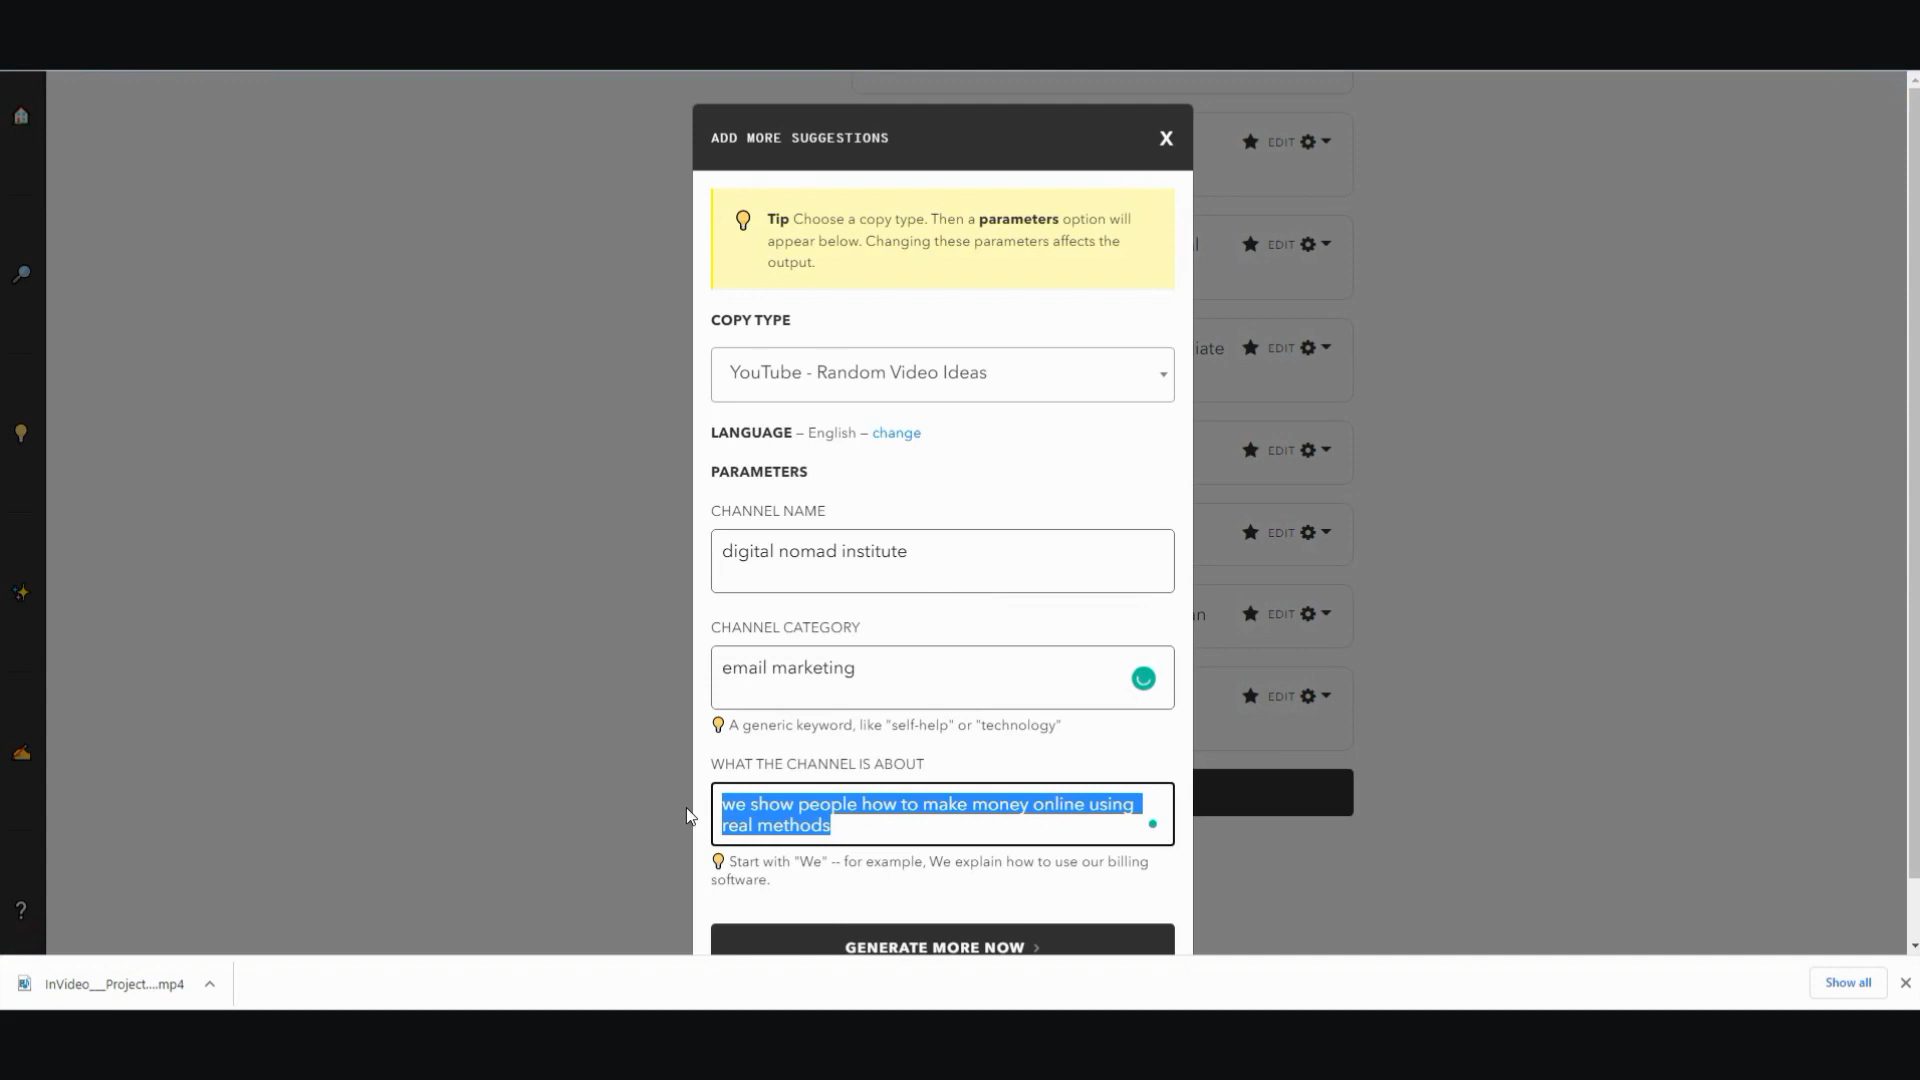 ADD MORE SUGGESTIONS
X
Tip Choose a copy type. Then a parameters option will
appear below. Changing these parameters affects the
output.
COPY TYPE
YouTube - Random Video Ideas
LANGUAGE – English – change
PARAMETERS
CHANNEL NAME
digital nomad institute
CHANNEL CATEGORY
email marketing
A generic keyword, like "self-help" or "technology"
WHAT THE CHANNEL IS ABOUT
we show people how to make money online using
real methods
Start with "We" -- for example, We explain how to use our billing
software.
GENERATE MORE NOW >
EDIT
l EDIT
iate EDIT
EDIT
EDIT
an EDIT
EDIT
?
InVideo___Project....mp4
Show all